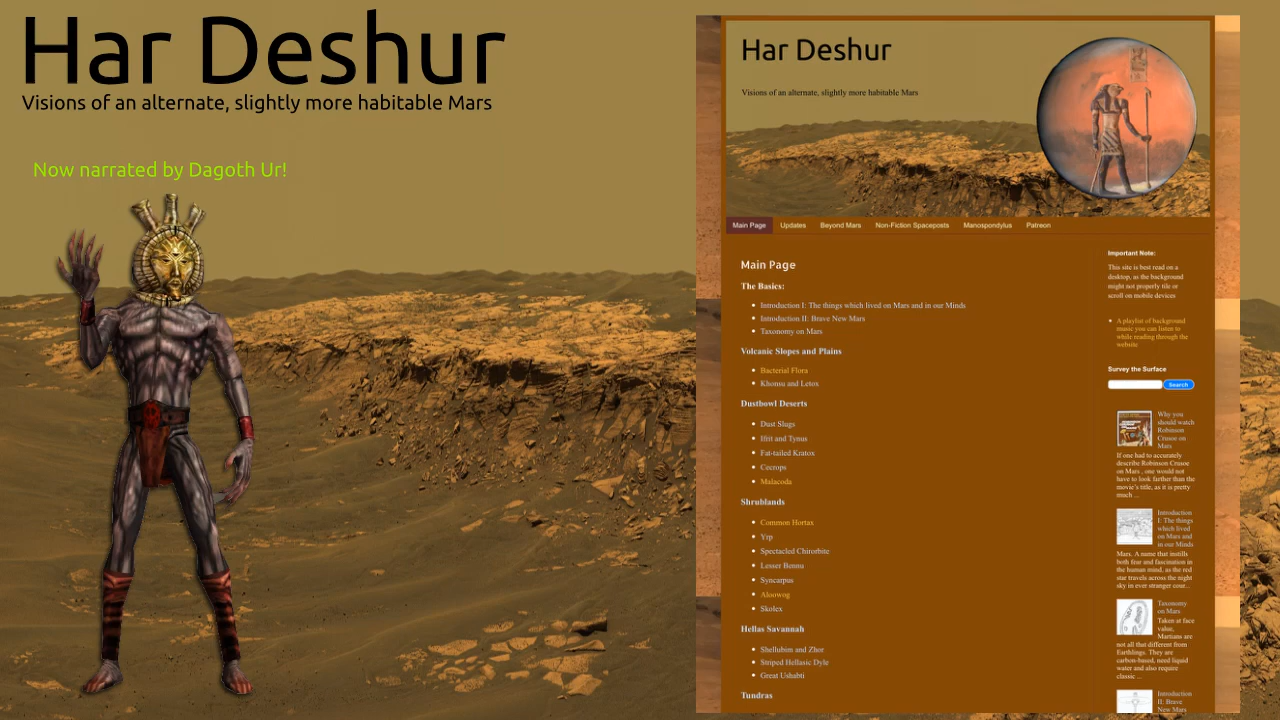 Har Deshur
Visions of an alternate, slightly more habitable Mars
Now narrated by Dagoth Ur!
Har Deshur
Visions of an alternate, slightly more habitable Mars
Main Page
Updates
Beyond Mars
Non-Fiction Spaceposts
Manospondylus
Patreon
Main Page
The Basics:
Introduction I: The things which lived on Mars and in our Minds
Introduction II: Brave New Mars
Taxonomy on Mars
Volcanic Slopes and Plains
Bacterial Flora
Khonsu and Letox
Dustbowl Deserts
Dust Slugs
Ifrit and Tynus
Fat-tailed Kratox
Cecrops
Malacoda
Shrublands
Common Hortax
Yrp
Spectacled Chirorbite
Lesser Bennu
Syncarpus
Aloowog
Skolex
Hellas Savannah
Shellubim and Zhor
Striped Hellasic Dyle
Great Ushabti
Tundras
Important Note:
This site is best read on a
desktop, as the background
might not properly tile or
scroll on mobile devices
A playlist of background
music you can listen to
while reading through the
website
Survey the Surface
Search
Why you
should watch
Robinson
Crusoe on
Mars
If one had to accurately
describe Robinson Crusoe
on Mars , one would not
have to look farther than the
movie's title, as it is pretty
much ...
Introduction
I: The things
which lived
on Mars and
in our Minds
Mars. A name that instills
both fear and fascination in
the human mind, as the red
star travels across the night
sky in ever stranger cour...
Taxonomy
on Mars
Taken at face
value,
Martians are
not all that different from
Earthlings. They are
carbon-based, need liquid
water and also require
classic ...
Introduction
II: Brave
New Mars